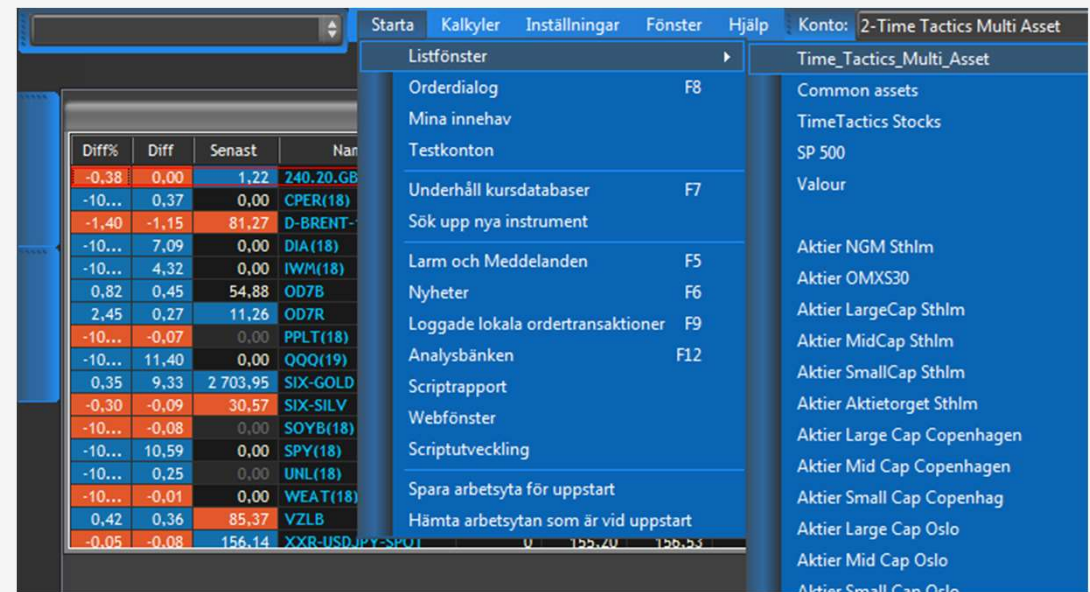 Starta Kalkyler Inställningar Fönster Hjälp Konto: 2-Time Tactics Multi Asset
Listfönster
Orderdialog F8
Mina innehav
Testkonton
Underhåll kursdatabaser F7
Sök upp nya instrument
Larm och Meddelanden F5
Nyheter F6
Loggade lokala ordertransaktioner F9
Analysbänken F12
Scriptrapport
Webfönster
Scriptutveckling
Spara arbetsyta för uppstart
Hämta arbetsytan som är vid uppstart
Time_Tactics_Multi_Asset
Common assets
TimeTactics Stocks
SP 500
Valour
Aktier NGM Sthlm
Aktier OMXS30
Aktier LargeCap Sthlm
Aktier MidCap Sthlm
Aktier SmallCap Sthlm
Aktier Aktietorget Sthlm
Aktier Large Cap Copenhagen
Aktier Mid Cap Copenhagen
Aktier Small Cap Copenhag
Aktier Large Cap Oslo
Aktier Mid Cap Oslo
Aktier Small Cap Oslo
Diff% Diff Senast Nam
-0,38 0,00 1,22 240.20.GB
-10... 0,37 0,00 CPER(18)
-1,40 -1,15 81,27 D-BRENT-
-10... 7,09 0,00 DIA(18)
-10... 4,32 0,00 IWM(18)
0,82 0,45 54,88 OD7B
2,45 0,27 11,26 OD7R
-10... -0,07 0,00 PPLT(18)
-10... 11,40 0,00 QQQ(19)
0,35 9,33 2 703,95 SIX-GOLD
-0,30 -0,09 30,57 SIX-SILV
-10... -0,08 0,00 SOYB(18)
-10... 10,59 0,00 SPY(18)
-10... 0,25 0,00 UNL(18)
-10... -0,01 0,00 WEAT(18)
0,42 0,36 85,37 VZLB
-0,05 -0,08 156,14 XXR-USDJPY-SPOT 0 155,20 156,53